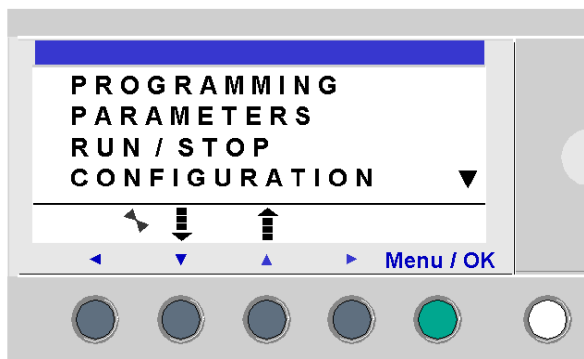 PROGRAMMING
PARAMETERS
RUN / STOP
CONFIGURATION
Menu / OK